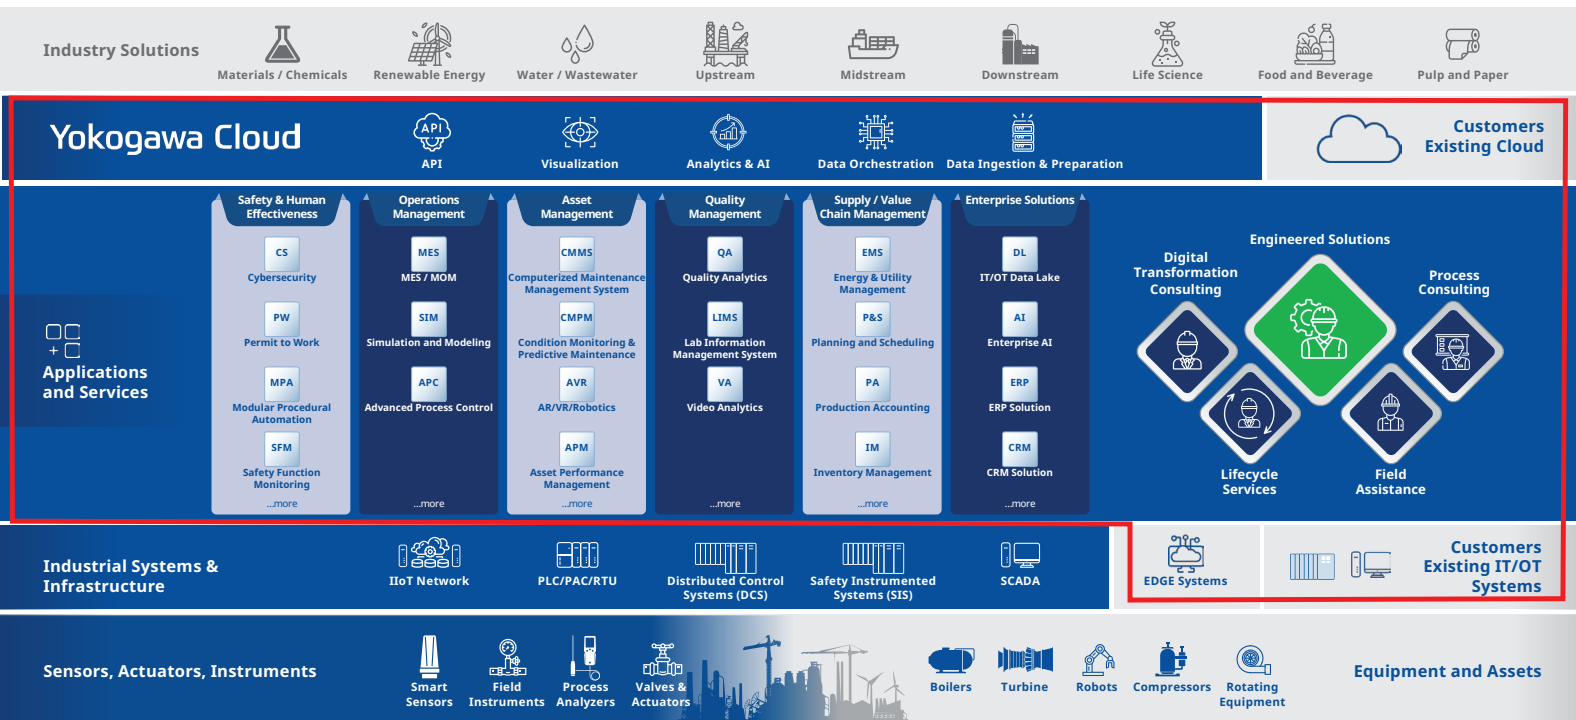 Industry Solutions
Materials / Chemicals
Renewable Energy
Water / Wastewater
Upstream
Midstream
Downstream
Life Science
Food and Beverage
Pulp and Paper
Yokogawa Cloud
API
API
Visualization
Analytics & AI
Data Orchestration
Data Ingestion & Preparation
Customers
Existing Cloud
Applications
and Services
Safety & Human
Effectiveness
CS
Cybersecurity
PW
Permit to Work
MPA
Modular Procedural
Automation
SFM
Safety Function
Monitoring
...more
Operations
Management
MES
MES / MOM
SIM
Simulation and Modeling
APC
Advanced Process Control
...more
Asset
Management
CMMS
Computerized Maintenance
Management System
CMPM
Condition Monitoring &
Predictive Maintenance
AVR
AR/VR/Robotics
APM
Asset Performance
Management
...more
Quality
Management
QA
Quality Analytics
LIMS
Lab Information
Management System
VA
Video Analytics
...more
Supply / Value
Chain Management
EMS
Energy & Utility
Management
P&S
Planning and Scheduling
PA
Production Accounting
IM
Inventory Management
...more
Enterprise Solutions
DL
IT/OT Data Lake
AI
Enterprise AI
ERP
ERP Solution
CRM
CRM Solution
...more
Engineered Solutions
Digital
Transformation
Consulting
Process
Consulting
Lifecycle
Services
Field
Assistance
Industrial Systems &
Infrastructure
IIoT Network
PLC/PAC/RTU
Distributed Control
Systems (DCS)
Safety Instrumented
Systems (SIS)
SCADA
EDGE Systems
Customers
Existing IT/OT
Systems
Sensors, Actuators, Instruments
Smart
Sensors
Field
Instruments
Process
Analyzers
Valves &
Actuators
Boilers
Turbine
Robots
Compressors
Rotating
Equipment
Equipment and Assets